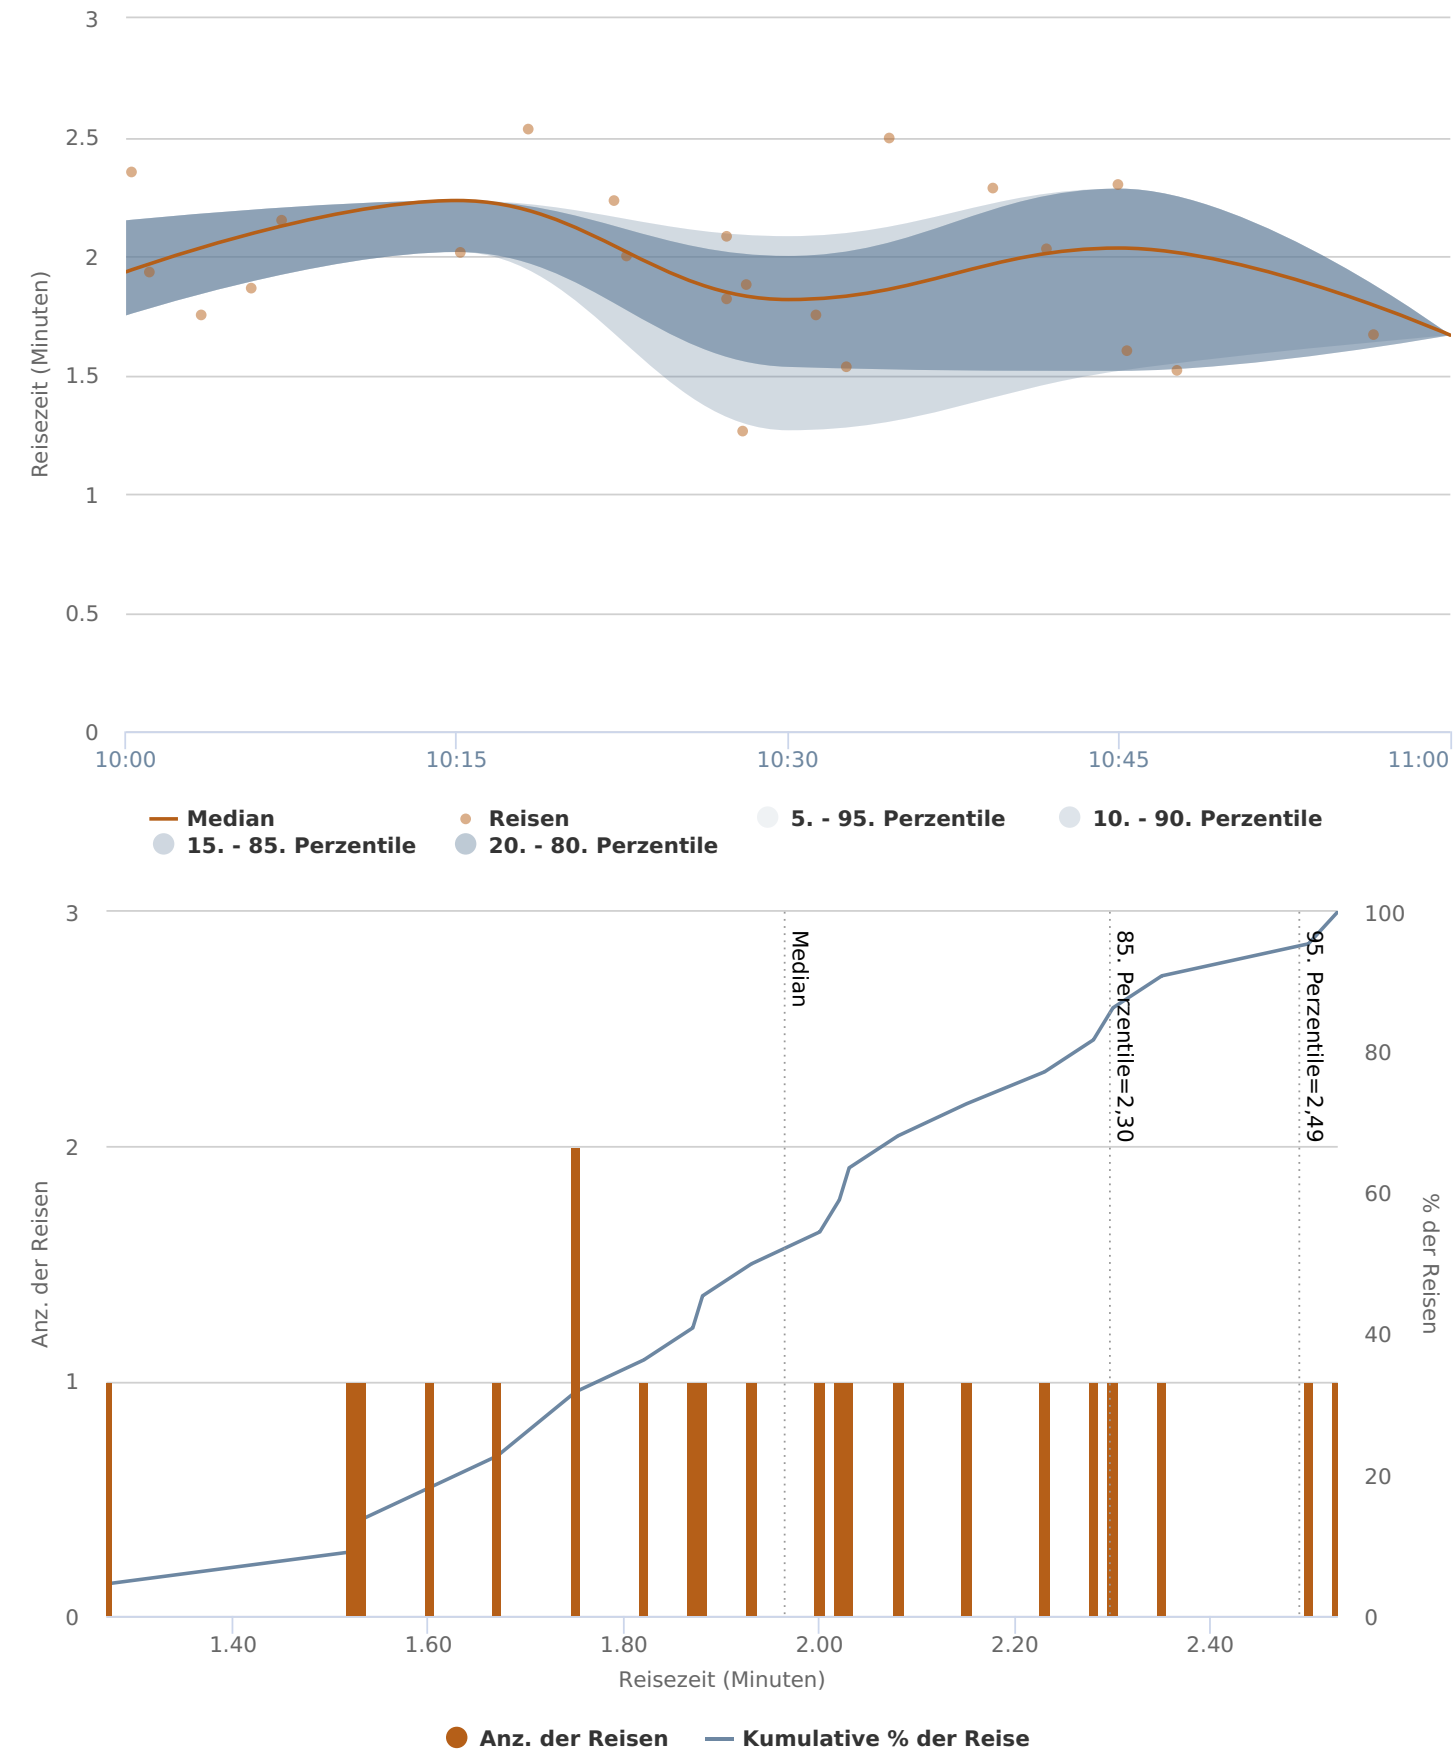 3
2.5
2
1.5
1
0.5
0
Reisezeit (Minuten)
10:00 10:15 10:30 10:45 11:00
Median Reisen 5. - 95. Perzentile 10. - 90. Perzentile
15. - 85. Perzentile 20. - 80. Perzentile
3
2
1
0
Anz. der Reisen
Median
85. Perzentile=2,30
95. Perzentile=2,49
100
80
60
40
20
0
% der Reisen
1.40 1.60 1.80 2.00 2.20 2.40
Reisezeit (Minuten)
Anz. der Reisen Kumulative % der Reise